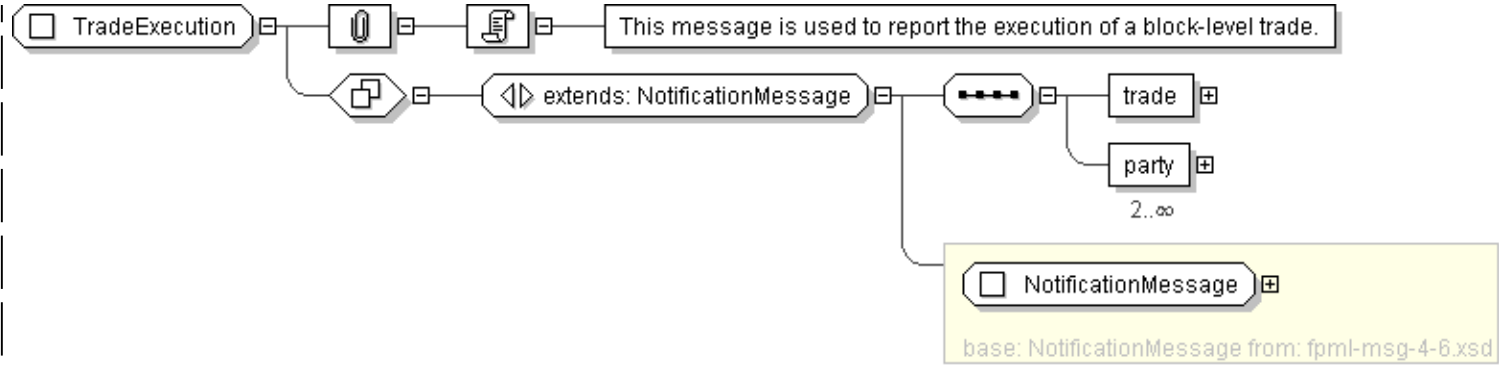 TradeExecution
This message is used to report the execution of a block-level trade.
extends: NotificationMessage
trade
party
2..∞
NotificationMessage
base: NotificationMessage from: fpml-msg-4-6.xsd